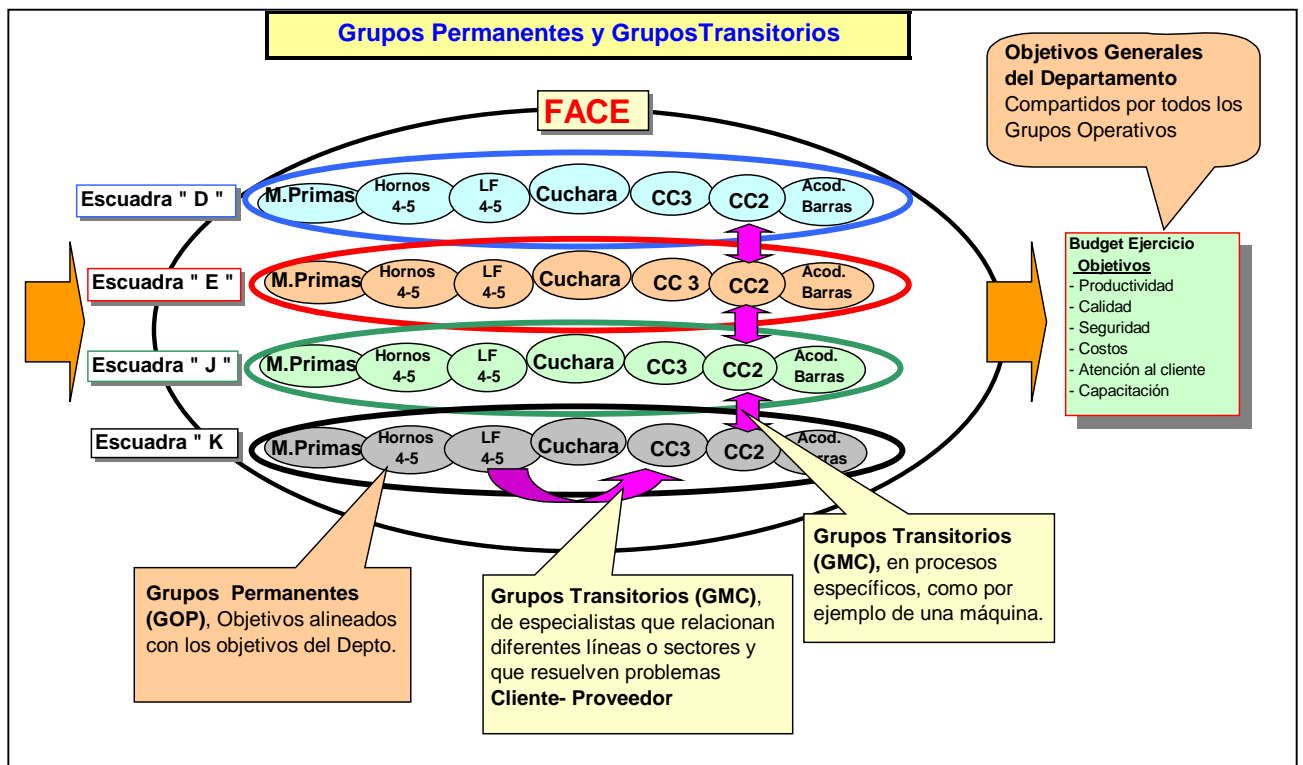 Grupos Permanentes y GruposTransitorios
Objetivos Generales
del Departamento
Compartidos por todos los
Grupos Operativos
FACE
Escuadra " D "
M.Primas
Hornos
4-5
LF
4-5
Cuchara
CC3
CC2
Acod.
Barras
Escuadra " E "
M.Primas
Hornos
4-5
LF
4-5
Cuchara
CC 3
CC2
Acod.
Barras
Escuadra " J "
M.Primas
Hornos
4-5
LF
4-5
Cuchara
CC3
CC2
Acod.
Barras
Escuadra " K
M.Primas
Hornos
4-5
LF
4-5
Cuchara
CC3
CC2
Acod.
Barras
Budget Ejercicio
Objetivos
- Productividad
- Calidad
- Seguridad
- Costos
- Atención al cliente
- Capacitación
Grupos Permanentes
(GOP), Objetivos alineados
con los objetivos del Depto.
Grupos Transitorios (GMC),
de especialistas que relacionan
diferentes líneas o sectores y
que resuelven problemas
Cliente- Proveedor
Grupos Transitorios
(GMC), en procesos
específicos, como por
ejemplo de una máquina.